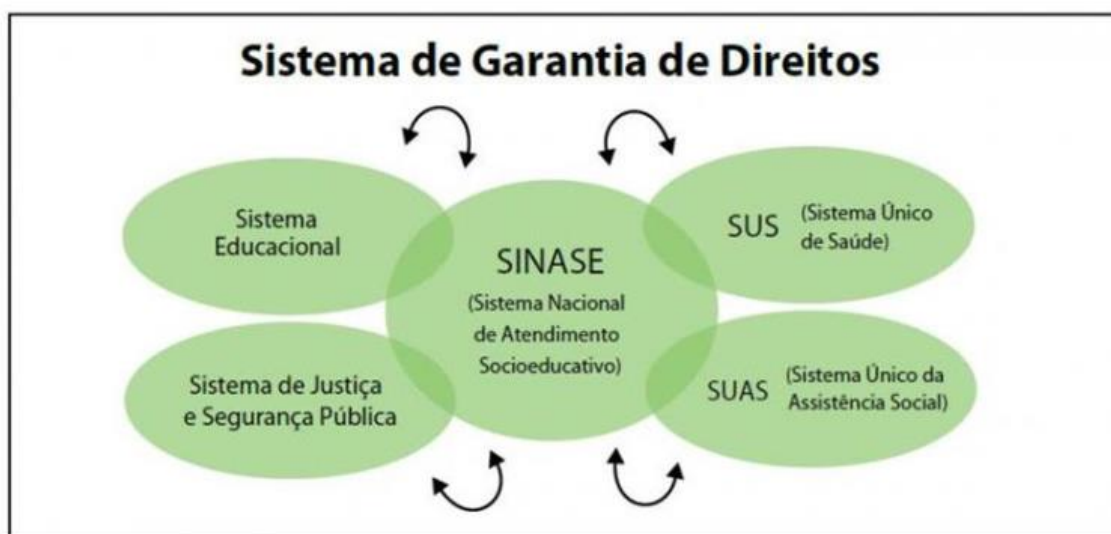 Sistema de Garantia de Direitos
Sistema
Educacional
SINASE
(Sistema Nacional
de Atendimento
Socioeducativo)
SUS
(Sistema Único
de Saúde)
Sistema de Justiça
e Segurança Pública
SUAS
(Sistema Único da
Assistência Social)